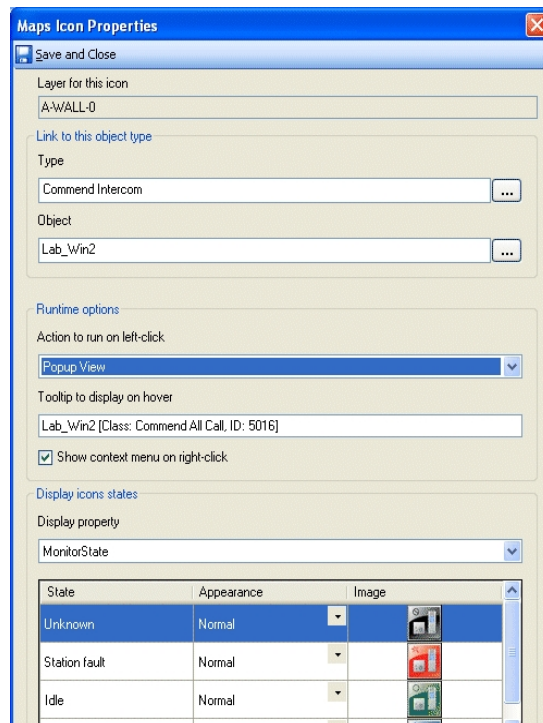 Maps Icon Properties
Save and Close
Layer for this icon
A-WALL-0
Link to this object type
Type
Commend Intercom
...
Object
Lab_Win2
...
Runtime options
Action to run on left-click
Popup View
Tooltip to display on hover
Lab_Win2 [Class: Commend All Call, ID: 5016]
Show context menu on right-click
Display icons states
Display property
MonitorState
State Appearance Image
Unknown Normal
Station fault Normal
Idle Normal